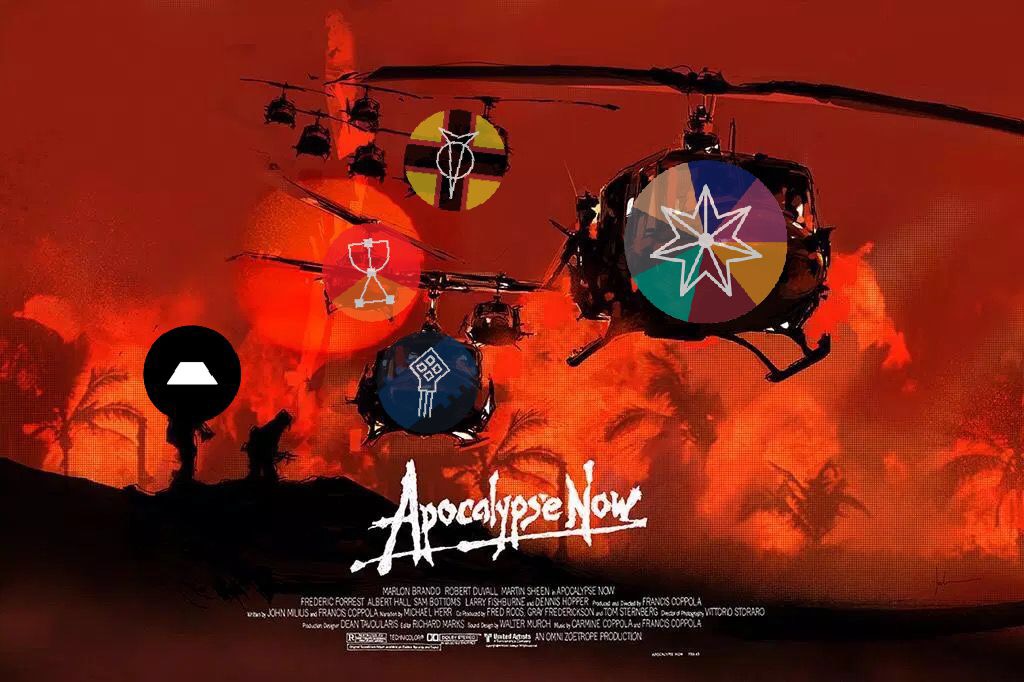 Apocalypse Now
MARLON BRANDO ROBERT DUVALL MARTIN SHEEN in APOCALYPSE NOW
FREDERIC FORREST ALBERT HALL SAM BOTTOMS LARRY FISHBURNE and DENNIS HOPPER Produced and Directed by FRANCIS COPPOLA
Written by JOHN MILIUS and FRANCIS COPPOLA Narration by MICHAEL HERR Co Produced by FRED ROOS, GRAY FREDERICKSON and TOM STERNBERG Director of Photography VITTORIO STORARO
Production Designer DEAN TAVOULARIS Editor RICHARD MARKS Sound Design by WALTER MURCH Music by CARMINE COPPOLA and FRANCIS COPPOLA
R RESTRICTED TECHNICOLOR® DOLBY STEREO United Artists AN OMNI ZOETROPE PRODUCTION